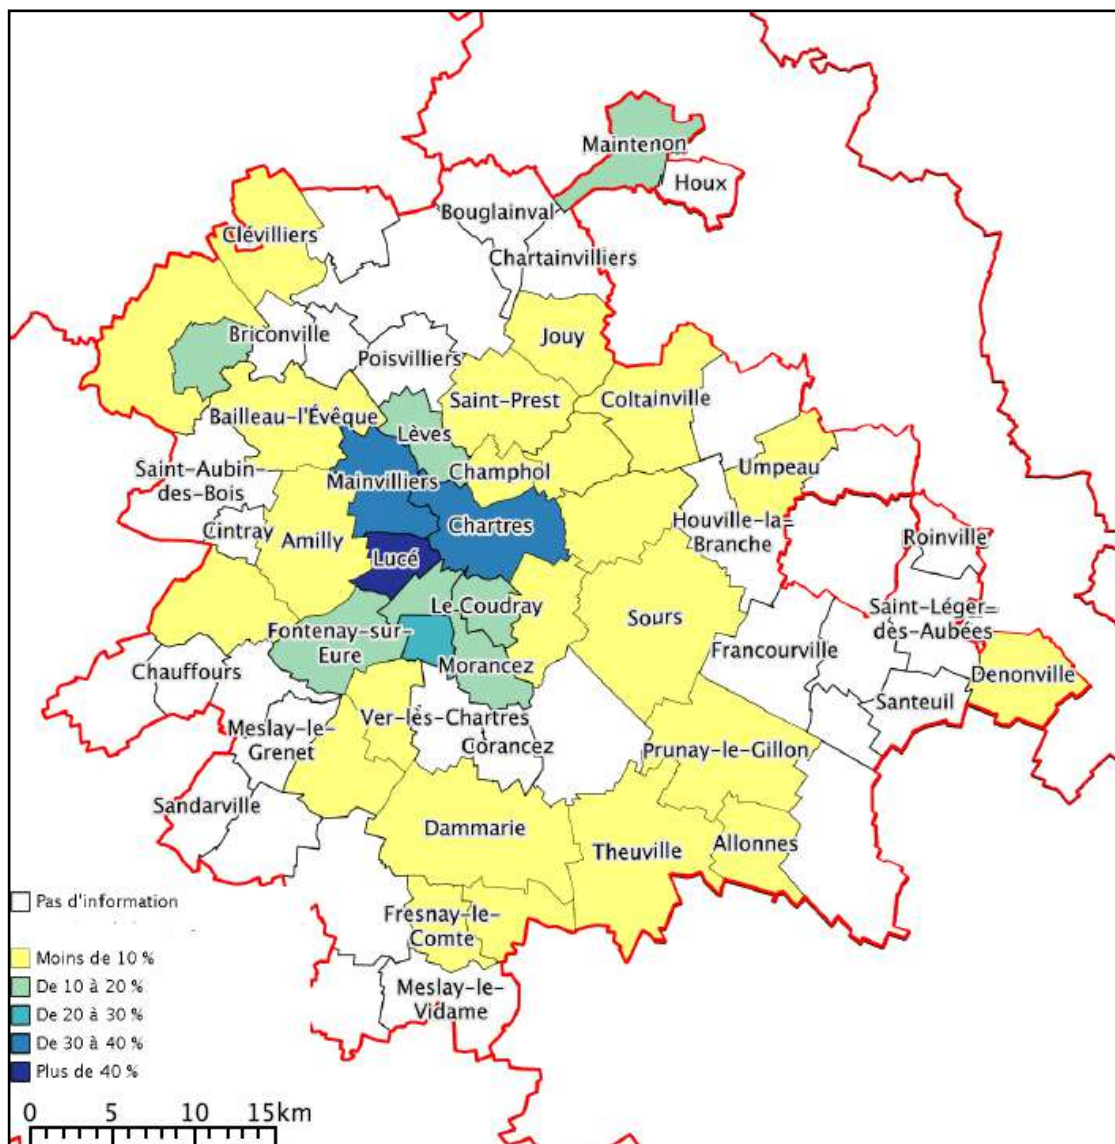 Maintenon
Houx
Bouglainval
Clévilliers
Chartainvilliers
Briconville
Jouy
Poisvilliers
Saint-Prest
Coltainville
Bailleau-l'Évêque
Lèves
Saint-Aubin-
des-Bois
Mainvilliers
Champhol
Umpeau
Cintray
Amilly
Chartres
Houville-la-
Branche
Roinville
Lucé
Le Coudray
Sours
Saint-Léger-
des-Aubées
Fontenay-sur-
Eure
Chauffours
Morancez
Francourville
Denonville
Santeuil
Meslay-le-
Grenet
Ver-lès-Chartres
Corancez
Prunay-le-Gillon
Sandarville
Dammarie
Theuville
Allonnes
Fresnay-le-
Comte
Meslay-le-
Vidame
Pas d'information
Moins de 10 %
De 10 à 20 %
De 20 à 30 %
De 30 à 40 %
Plus de 40 %
0 5 10 15km